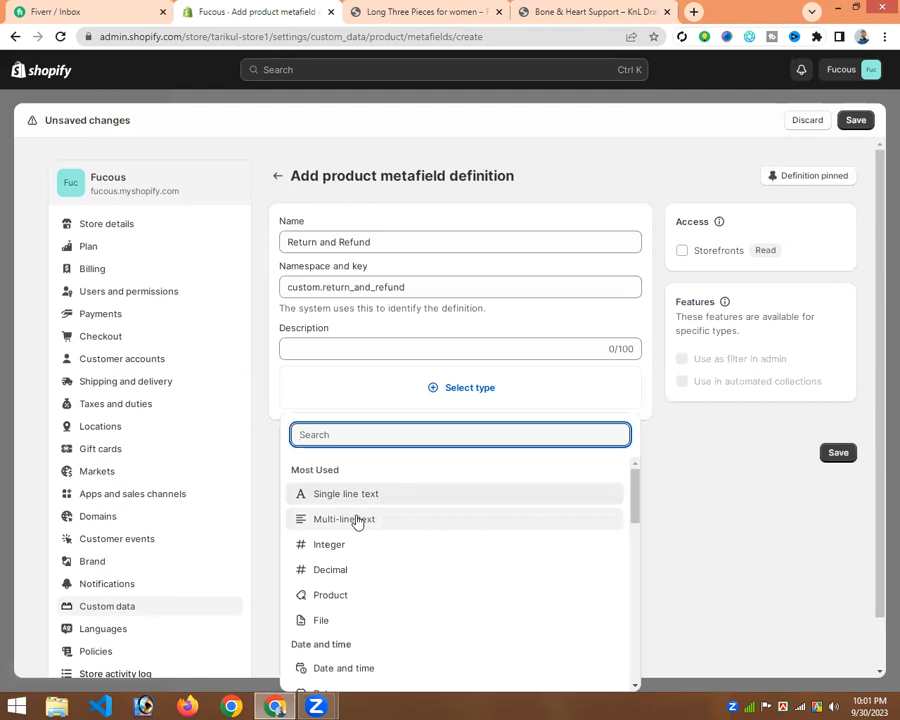 Fiverr / Inbox
Fucous · Add product metafield
Long Three Pieces for women –
Bone & Heart Support – KnL Dra
admin.shopify.com/store/tarikul-store1/settings/custom_data/product/metafields/create
shopify
Search
Ctrl K
Fucous
Fuc
Unsaved changes
Discard
Save
Fuc
Fucous
fucous.myshopify.com
Store details
Plan
Billing
Users and permissions
Payments
Checkout
Customer accounts
Shipping and delivery
Taxes and duties
Locations
Gift cards
Markets
Apps and sales channels
Domains
Customer events
Brand
Notifications
Custom data
Languages
Policies
Store activity log
Add product metafield definition
Definition pinned
Name
Return and Refund
Namespace and key
custom.return_and_refund
The system uses this to identify the definition.
Description
0/100
Select type
Search
Most Used
Single line text
Multi-line text
Integer
Decimal
Product
File
Date and time
Date and time
Access
Storefronts Read
Features
These features are available for
specific types.
Use as filter in admin
Use in automated collections
Save
10:01 PM
9/30/2023